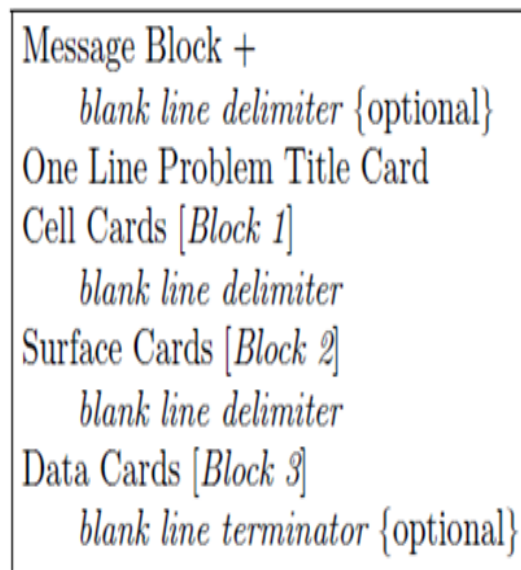 Message Block +
blank line delimiter {optional}
One Line Problem Title Card
Cell Cards [Block 1]
blank line delimiter
Surface Cards [Block 2]
blank line delimiter
Data Cards [Block 3]
blank line terminator {optional}